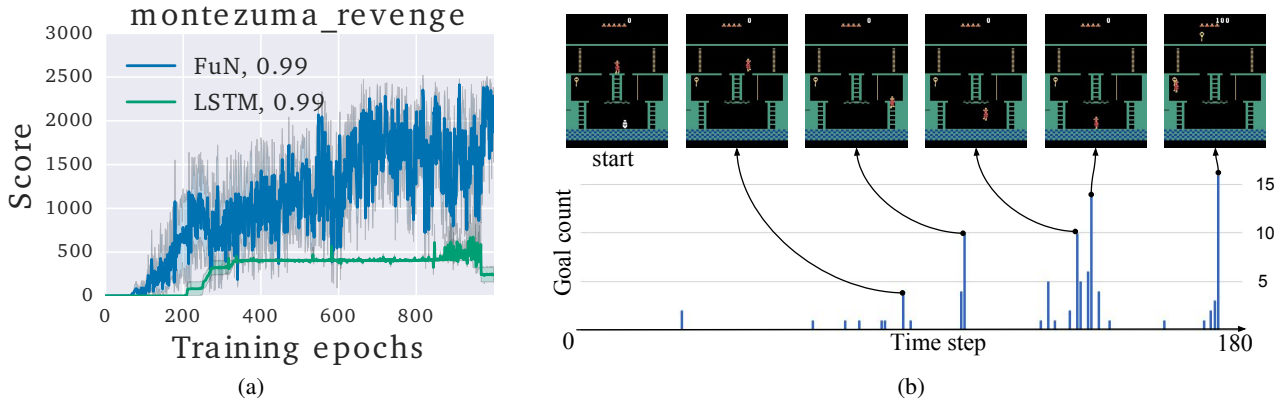 montezuma_revenge
3000
2500
2000
1500
1000
500
0
Score
FuN, 0.99
LSTM, 0.99
0
200
400
600
800
Training epochs
(a)
0
0
0
0
0
100
start
Goal count
15
10
5
0
Time step
180
(b)